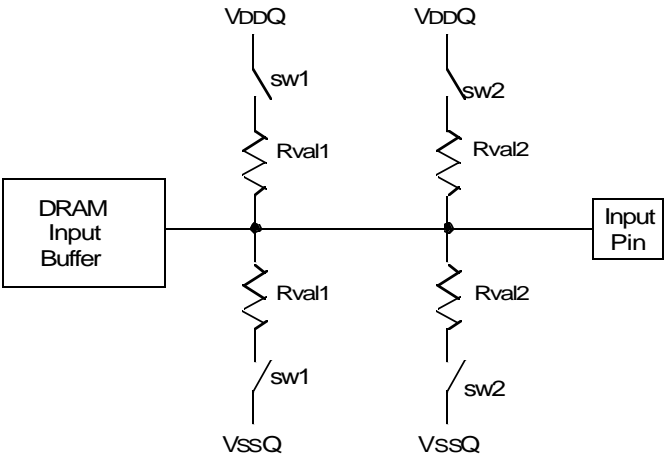 VDDQ
VDDQ
sw1
sw2
Rval1
Rval2
DRAM
Input
Buffer
Input
Pin
Rval1
Rval2
sw1
sw2
VssQ
VssQ